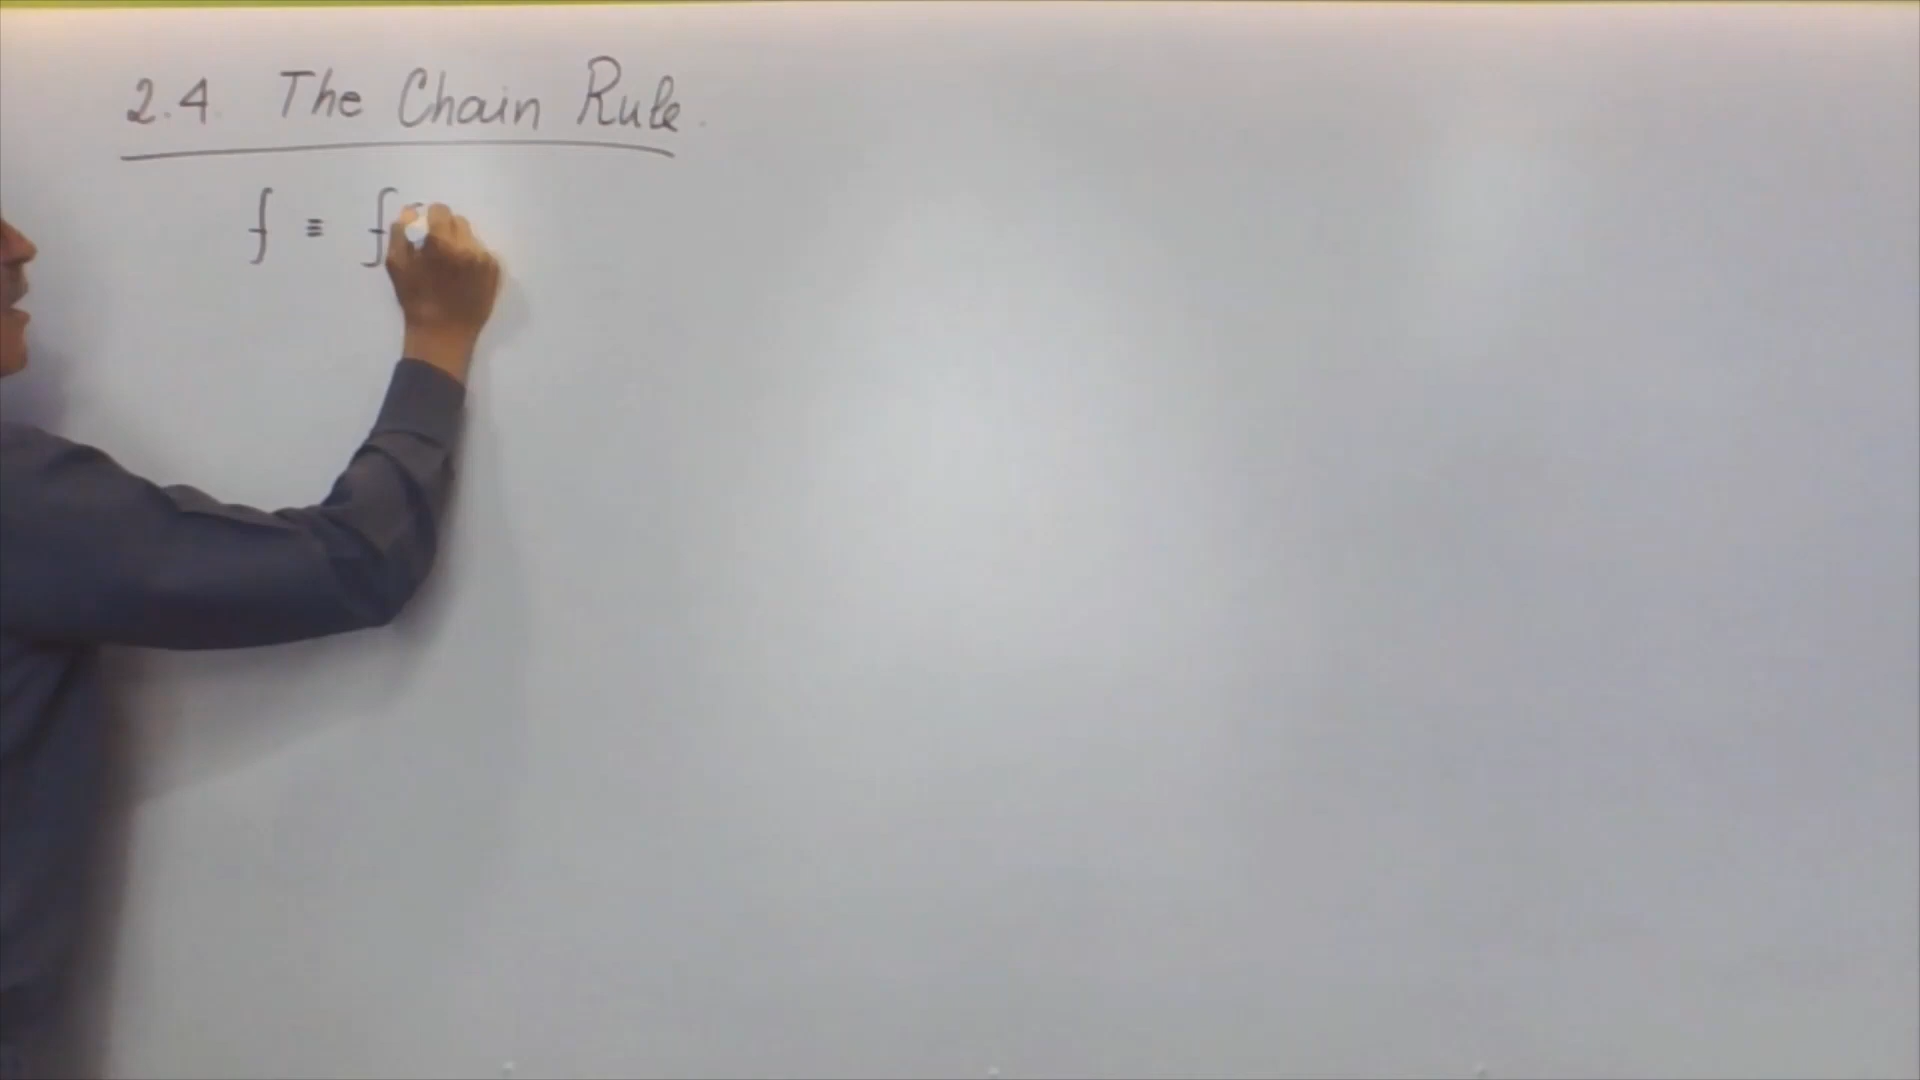 2.4. The Chain Rule.
f ≡ f